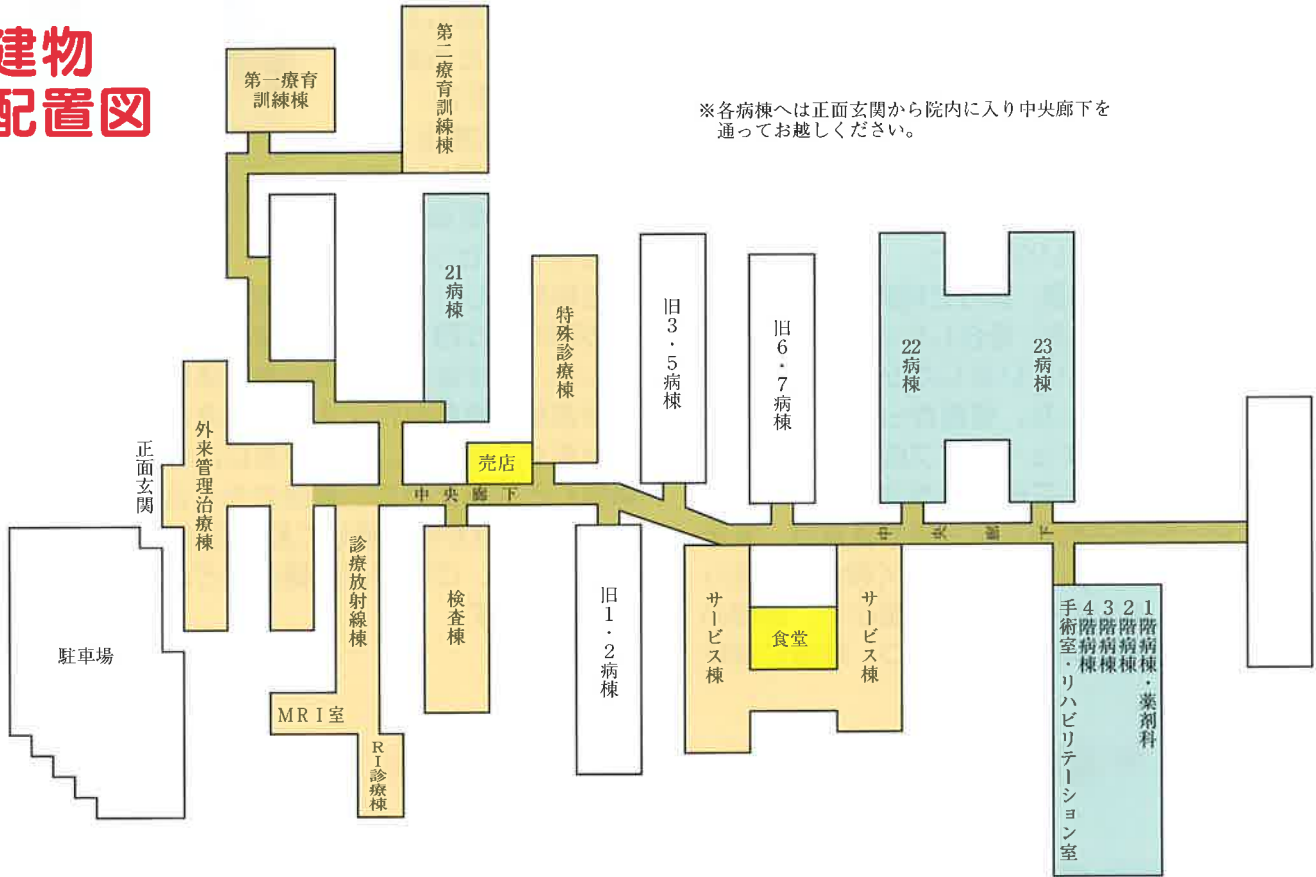 建物
配置図
※各病棟へは正面玄関から院内に入り中央廊下を
通ってお越しください。
第一療育
訓練棟
第二療育訓練棟
21
病棟
特殊診療棟
旧3・5病棟
旧6・7病棟
22
病棟
23
病棟
正面玄関
外来管理治療棟
売店
中央廊下
中央廊下
駐車場
診療放射線棟
MRI室
RI診療棟
検査棟
旧1・2病棟
サービス棟
食堂
サービス棟
1階病棟・薬剤科
2階病棟
3階病棟
4階病棟
手術室・リハビリテーション室